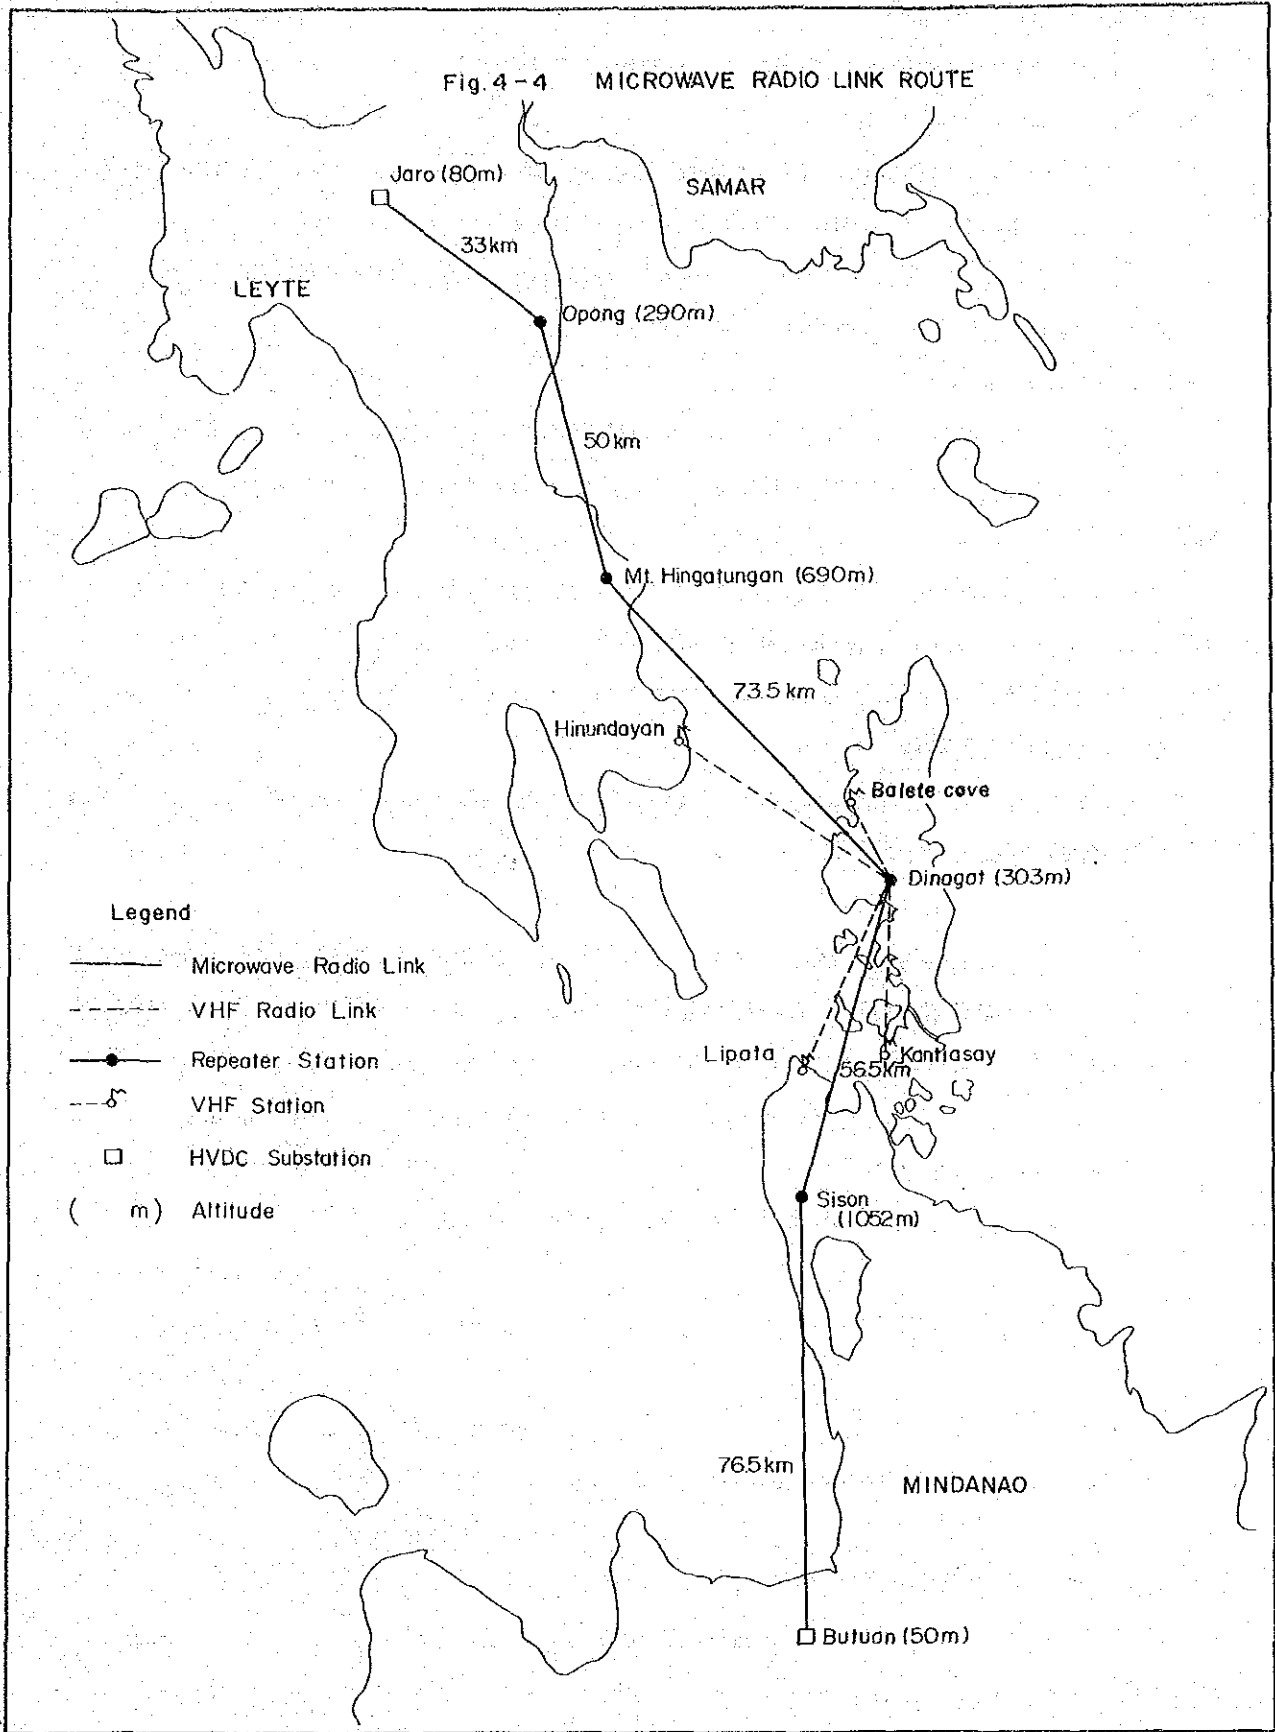 Fig. 4-4 MICROWAVE RADIO LINK ROUTE
Jaro (80m)
SAMAR
33km
LEYTE
Opong (290m)
50km
Mt. Hingatungan (690m)
73.5 km
Hinundayan
Balete cove
Dinagat (303m)
Legend
Microwave Radio Link
VHF Radio Link
Lipata
Kantiasay
Repeater Station
56.5km
VHF Station
HVDC Substation
Sison
(1052m)
( m) Altitude
76.5km
MINDANAO
Butuan (50m)